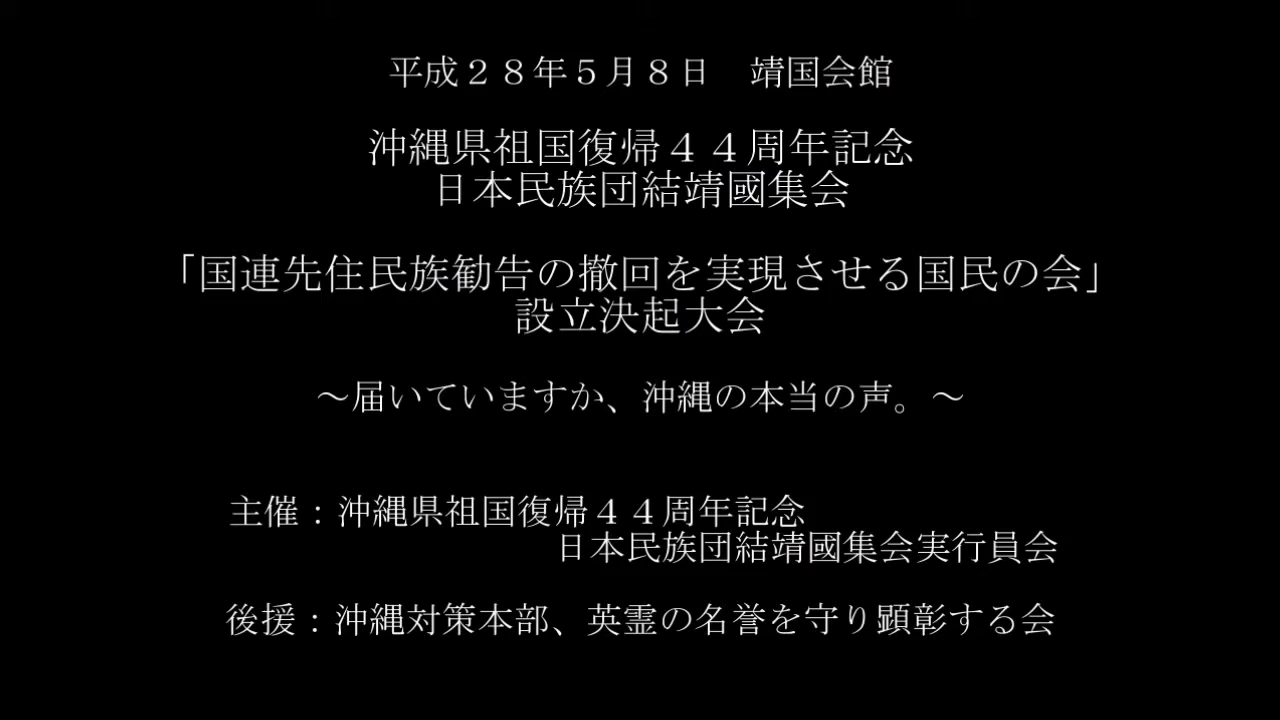 平成２８年５月８日　靖国会館
沖縄県祖国復帰４４周年記念
日本民族団結靖國集会
「国連先住民族勧告の撤回を実現させる国民の会」
設立決起大会
～届いていますか、沖縄の本当の声。～
主催：沖縄県祖国復帰４４周年記念
日本民族団結靖國集会実行員会
後援：沖縄対策本部、英霊の名誉を守り顕彰する会